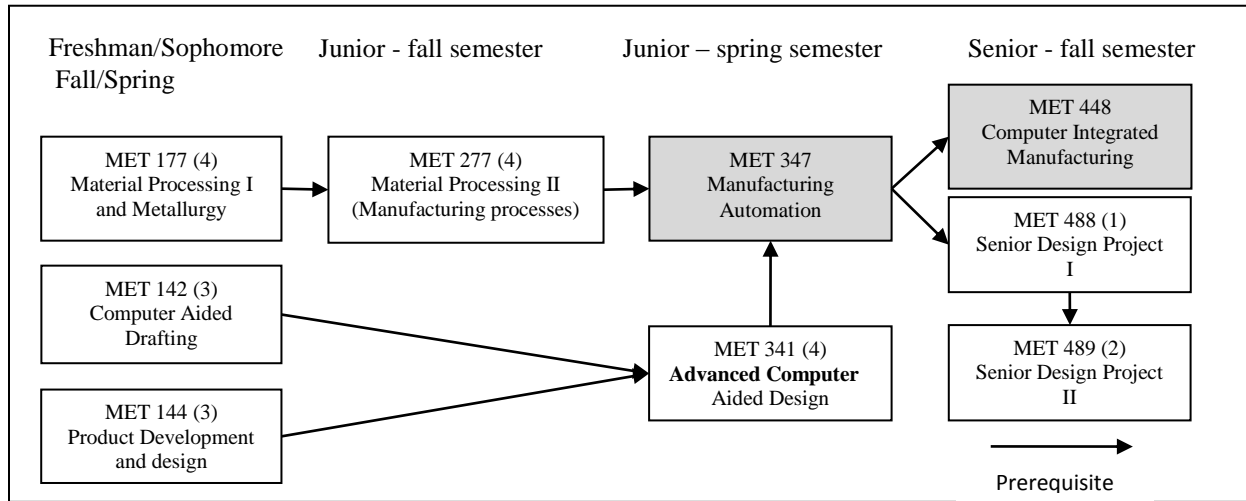 Freshman/Sophomore
Fall/Spring
Junior - fall semester
Junior – spring semester
Senior - fall semester
MET 177 (4)
Material Processing I
and Metallurgy
MET 277 (4)
Material Processing II
(Manufacturing processes)
MET 347
Manufacturing
Automation
MET 448
Computer Integrated
Manufacturing
MET 488 (1)
Senior Design Project
I
MET 142 (3)
Computer Aided
Drafting
MET 341 (4)
Advanced Computer
Aided Design
MET 489 (2)
Senior Design Project
II
MET 144 (3)
Product Development
and design
Prerequisite